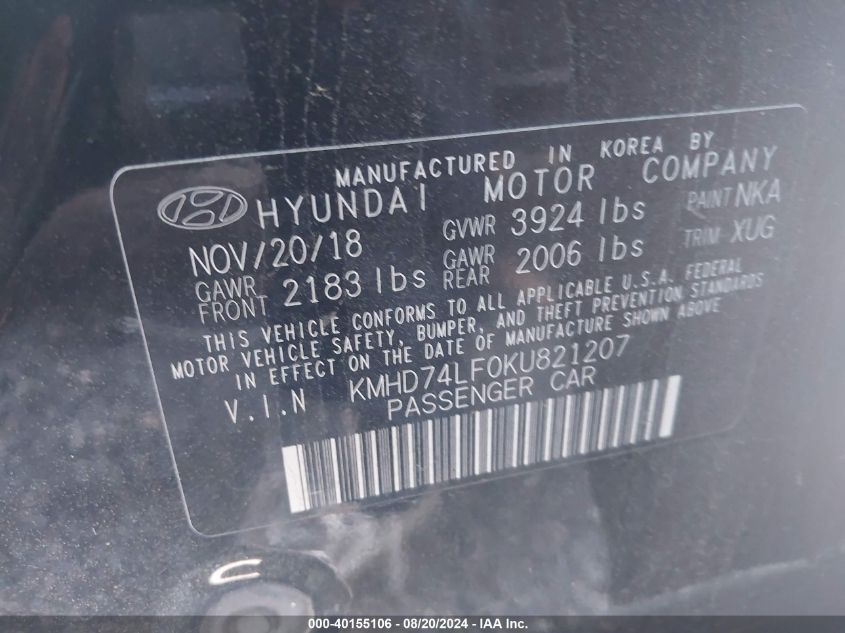 MANUFACTURED IN KOREA BY
HYUNDAI MOTOR COMPANY
NOV/20/18 GVWR 3924 lbs PAINT NKA
GAWR FRONT 2183 lbs GAWR REAR 2006 lbs TRIM XUG
THIS VEHICLE CONFORMS TO ALL APPLICABLE U.S.A. FEDERAL
MOTOR VEHICLE SAFETY, BUMPER, AND THEFT PREVENTION STANDARDS
IN EFFECT ON THE DATE OF MANUFACTURE SHOWN ABOVE
V.I.N KMHD74LF0KU821207
PASSENGER CAR
000-40155106 - 08/20/2024 - IAA Inc.